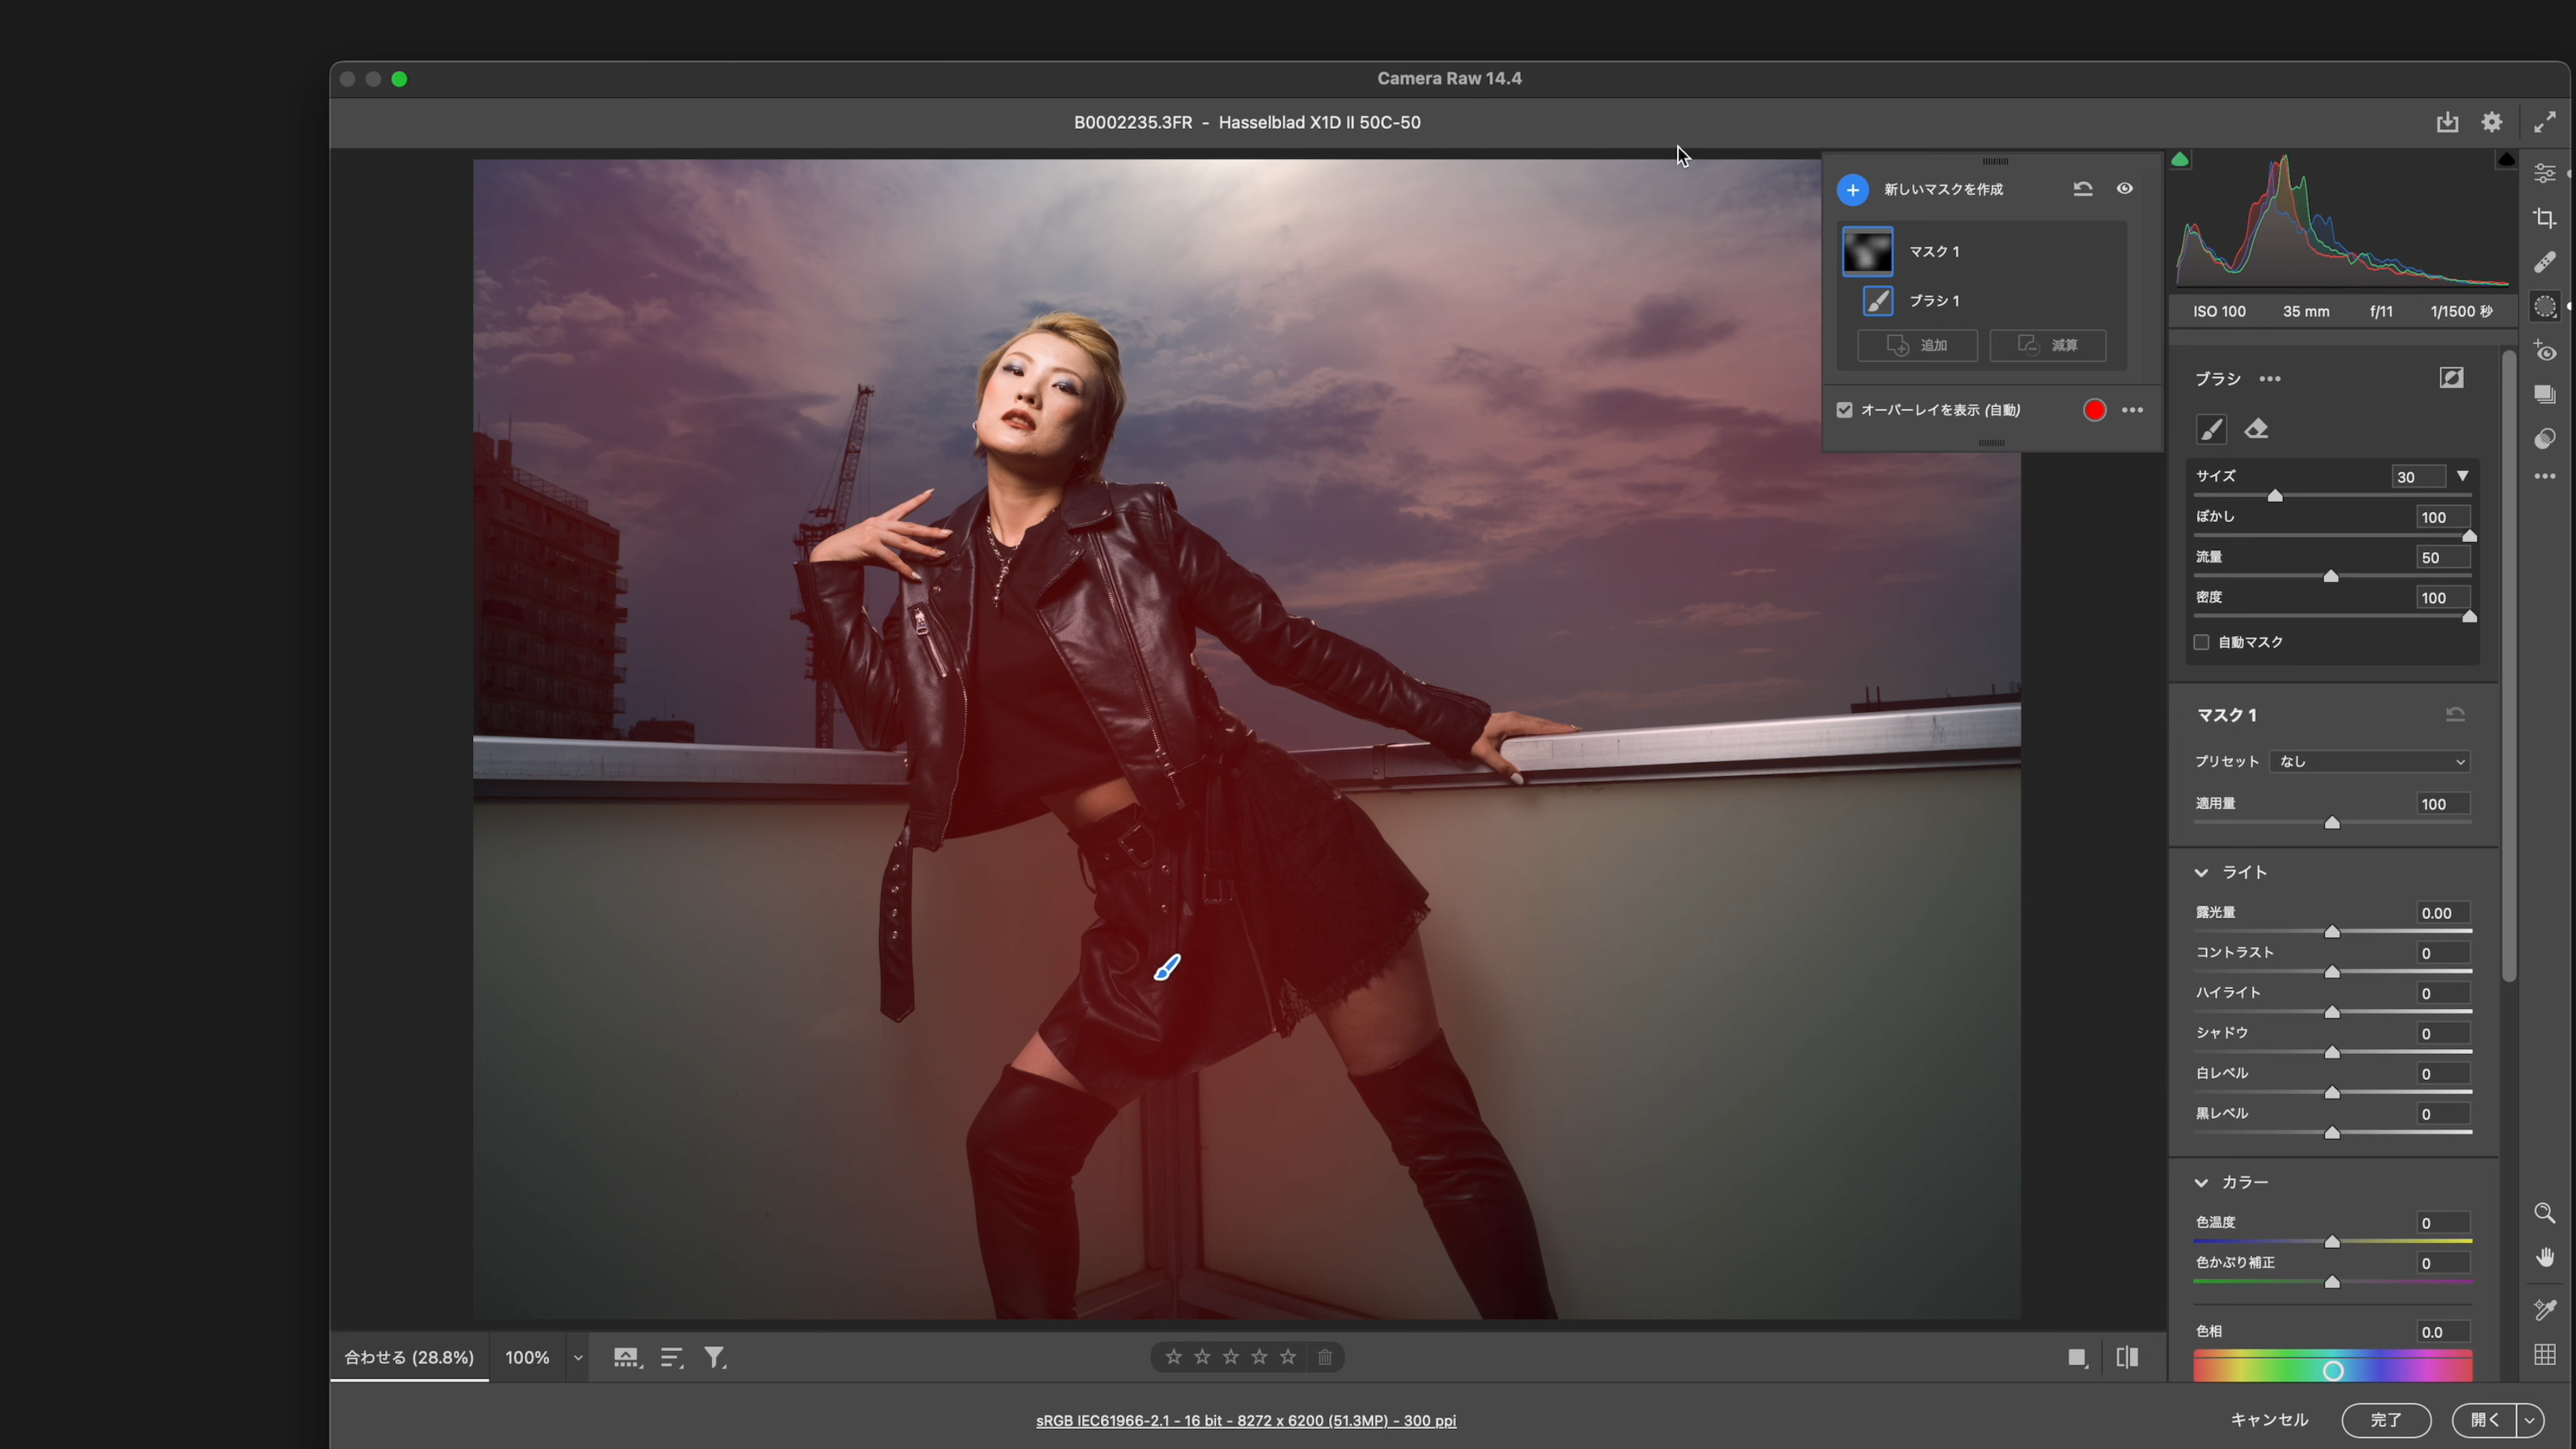 Camera Raw 14.4
B0002235.3FR  -  Hasselblad X1D II 50C-50
新しいマスクを作成
マスク 1
ブラシ 1
追加 減算
オーバーレイを表示 (自動)
ISO 100 35 mm f/11 1/1500 秒
ブラシ
サイズ 30
ぼかし 100
流量 50
密度 100
自動マスク
マスク 1
プリセット なし
適用量 100
ライト
露光量 0.00
コントラスト 0
ハイライト 0
シャドウ 0
白レベル 0
黒レベル 0
カラー
色温度 0
色かぶり補正 0
色相 0.0
合わせる (28.8%) 100%
sRGB IEC61966-2.1 - 16 bit - 8272 x 6200 (51.3MP) - 300 ppi
キャンセル 完了 開く